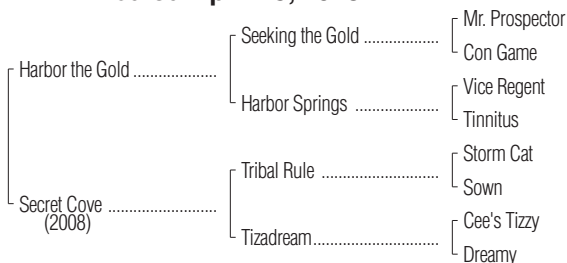 Mr. Prospector
Seeking the Gold ..................
Con Game
Harbor the Gold ....................
Vice Regent
Harbor Springs ....................
Tinnitus
Storm Cat
Tribal Rule .............................
Sown
Secret Cove ..........................
(2008)
Cee's Tizzy
Tizadream..............................
Dreamy